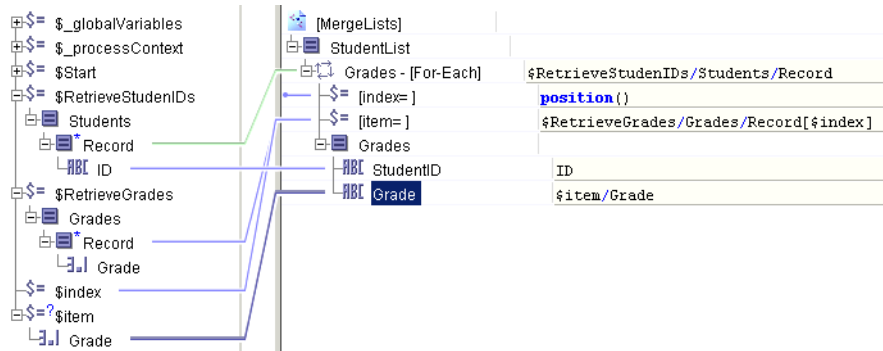 $_globalVariables
$_processContext
$Start
$RetrieveStudenIDs
Students
Record
ID
$RetrieveGrades
Grades
Record
Grade
$index
$item
Grade
[MergeLists]
StudentList
Grades - [For-Each] $RetrieveStudenIDs/Students/Record
[index= ] position()
[item= ] $RetrieveGrades/Grades/Record[$index]
Grades
StudentID ID
Grade $item/Grade